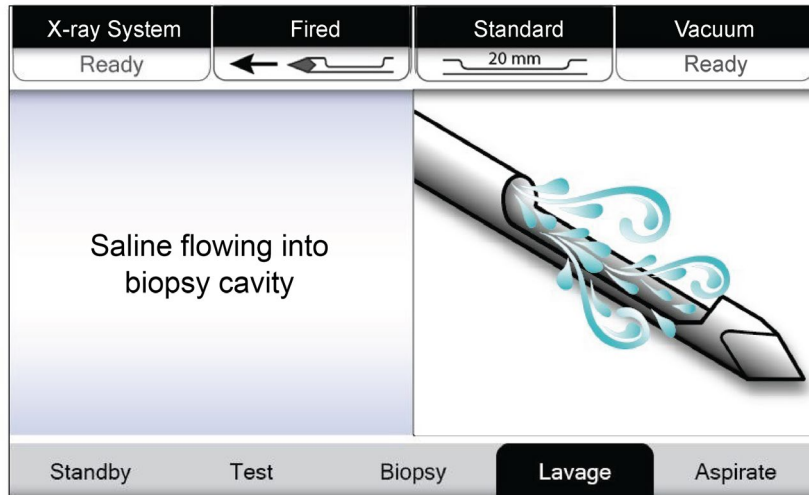 X-ray System
Fired
Standard
Vacuum
Ready
20 mm
Ready
Saline flowing into
biopsy cavity
Standby
Test
Biopsy
Lavage
Aspirate